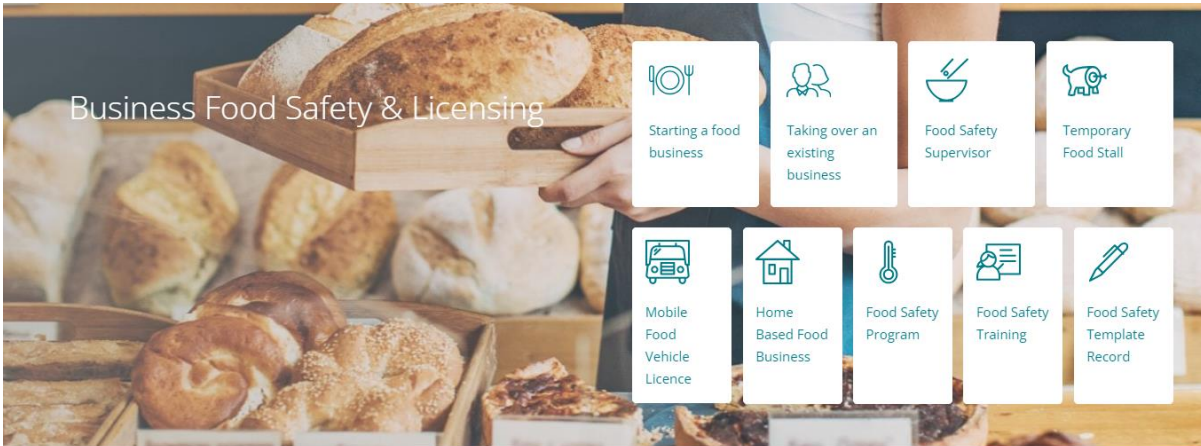 Business Food Safety & Licensing
Starting a food
business
Taking over an
existing
business
Food Safety
Supervisor
Temporary
Food Stall
Mobile
Food
Vehicle
Licence
Home
Based Food
Business
Food Safety
Program
Food Safety
Training
Food Safety
Template
Record